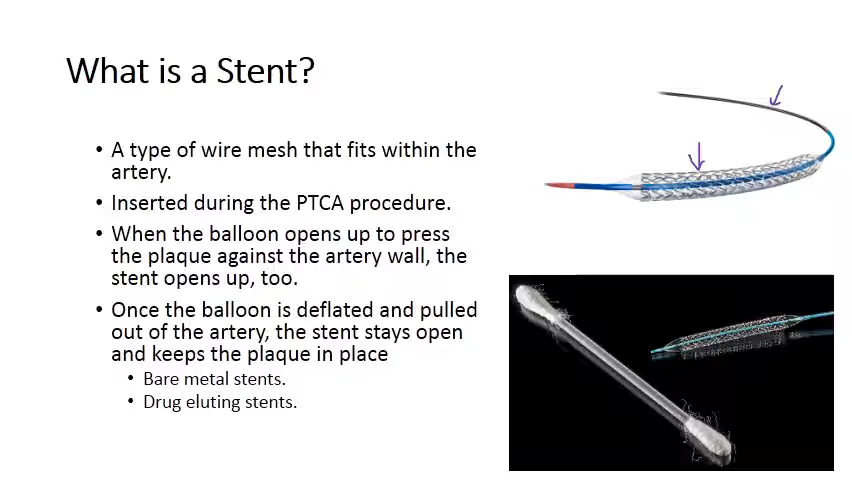 What is a Stent?
• A type of wire mesh that fits within the
artery.
• Inserted during the PTCA procedure.
• When the balloon opens up to press
the plaque against the artery wall, the
stent opens up, too.
• Once the balloon is deflated and pulled
out of the artery, the stent stays open
and keeps the plaque in place
• Bare metal stents.
• Drug eluting stents.